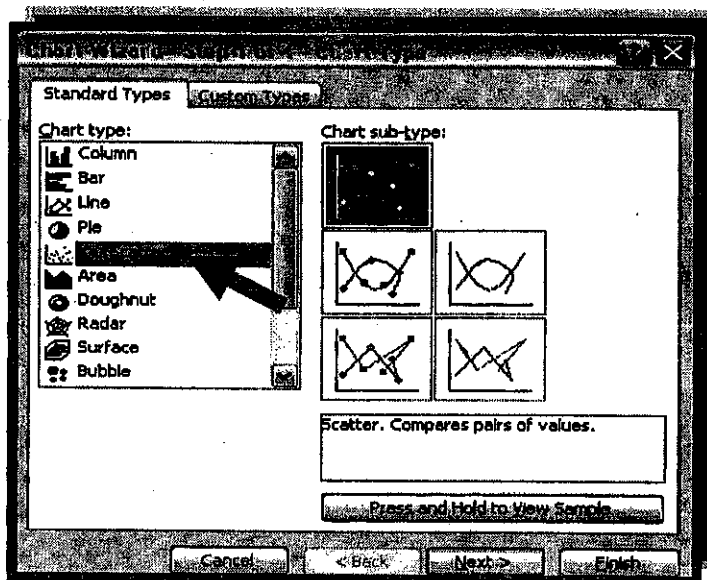 Standard Types
Custom Types
Chart type:
Column
Bar
Line
Pie
Area
Doughnut
Radar
Surface
Bubble
Chart sub-type:
Scatter. Compares pairs of values.
Press and Hold to View Sample
Cancel
< Back
Next >
Finish